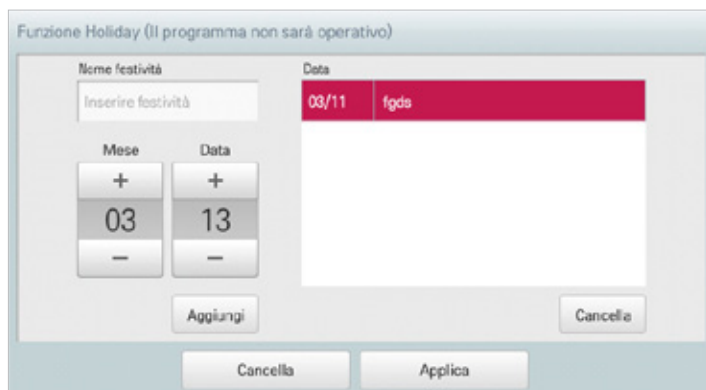 Funzione Holiday (Il programma non sarà operativo)
Nome festività
Inserire festività
Mese Data
+ +
03 13
− −
Aggiungi
Data
03/11 fgds
Cancella
Cancella Applica